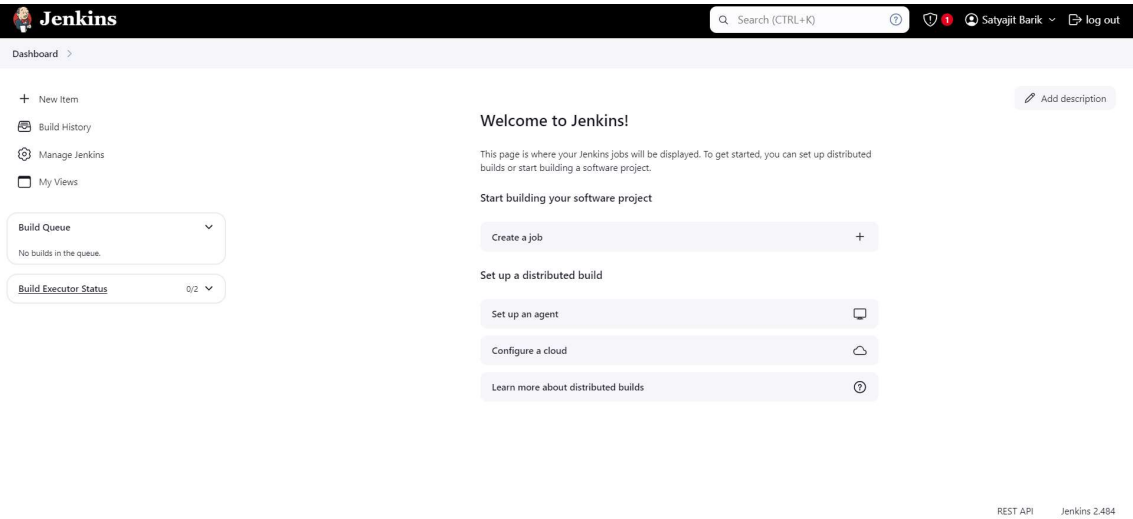 Jenkins
Search (CTRL+K)
1
Satyajit Barik
log out
Dashboard
New Item
Build History
Manage Jenkins
My Views
Build Queue
No builds in the queue.
Build Executor Status 0/2
Add description
Welcome to Jenkins!
This page is where your Jenkins jobs will be displayed. To get started, you can set up distributed
builds or start building a software project.
Start building your software project
Create a job
Set up a distributed build
Set up an agent
Configure a cloud
Learn more about distributed builds
REST API Jenkins 2.484